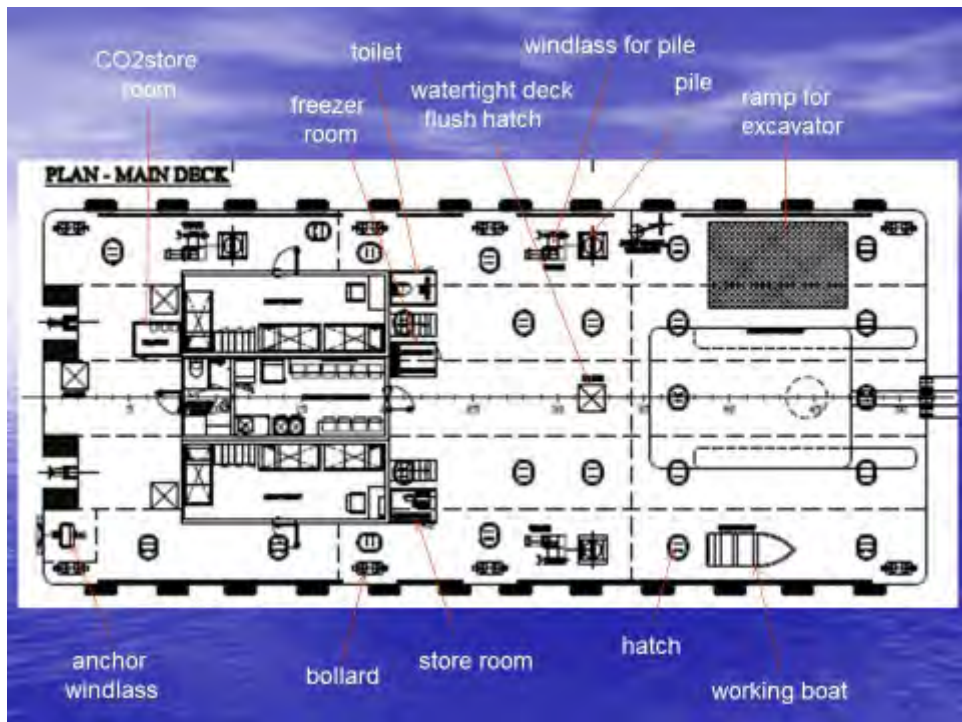 CO2store
room
toilet
freezer
room
watertight deck
flush hatch
windlass for pile
pile
ramp for
excavator
PLAN - MAIN DECK
anchor
windlass
bollard
store room
hatch
working boat